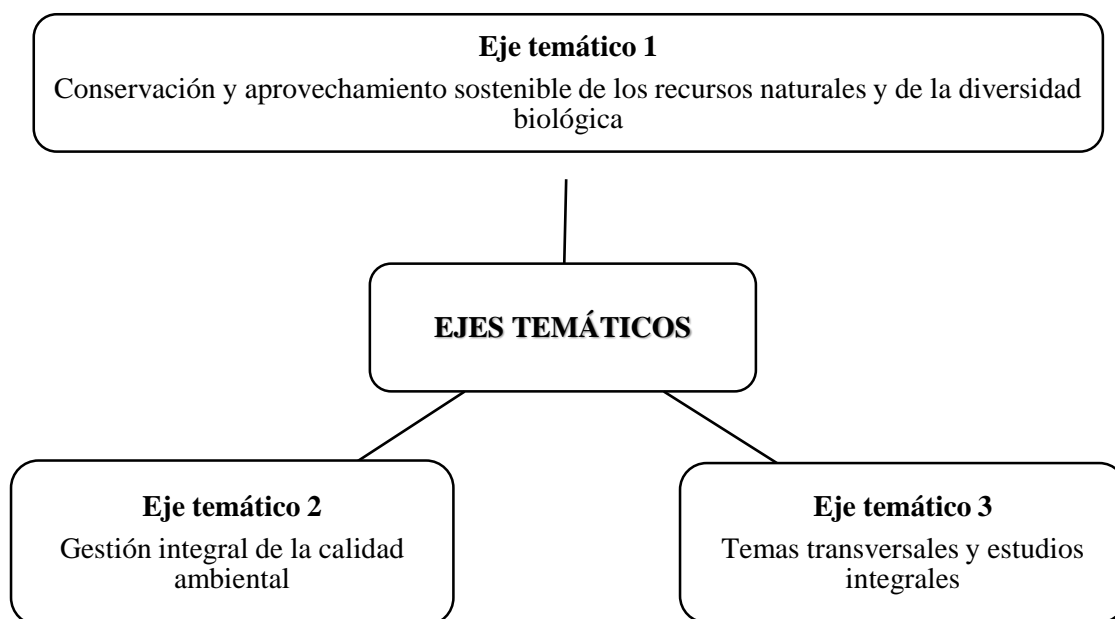 Eje temático 1
Conservación y aprovechamiento sostenible de los recursos naturales y de la diversidad
biológica
EJES TEMÁTICOS
Eje temático 2
Gestión integral de la calidad
ambiental
Eje temático 3
Temas transversales y estudios
integrales